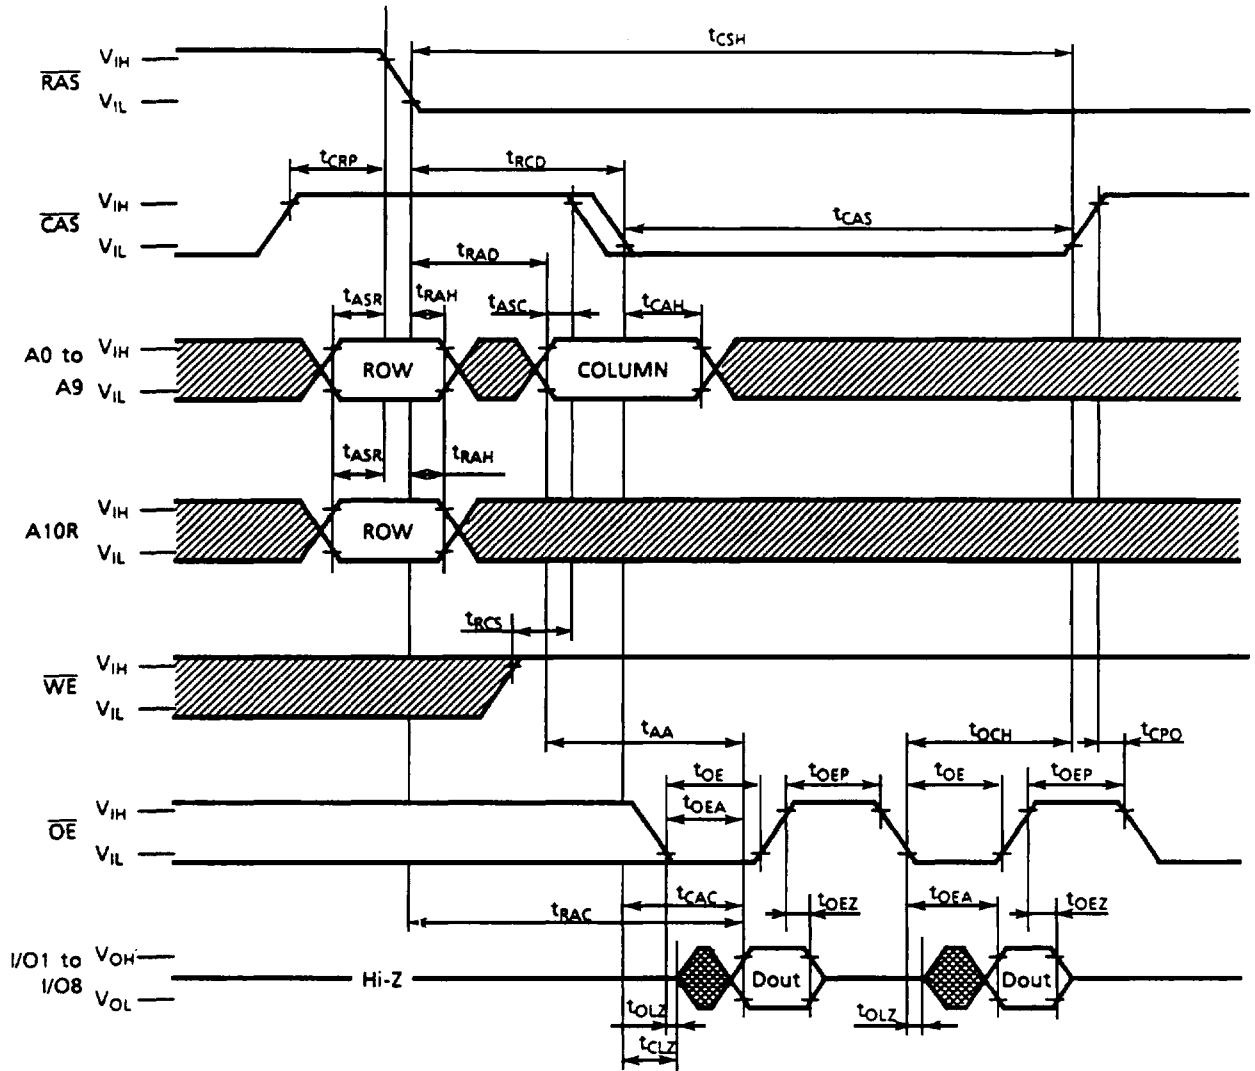 tCSH
VIH
RAS
VIL
tCRP
tRCD
VIH
CAS
tCAS
VIL
tRAD
tASR
tRAH
tASC
tCAH
A0 to
A9
VIH
ROW
COLUMN
VIL
tASR
tRAH
VIH
A10R
ROW
VIL
tRCS
VIH
WE
VIL
tAA
tOCH
tCPO
tOE
tOEP
tOE
tOEP
VIH
tOEA
OE
VIL
tCAC
tOEZ
tOEA
tOEZ
tRAC
I/O1 to
I/O8
VOH
Hi-Z
Dout
Dout
VOL
tOLZ
tOLZ
tCLZ